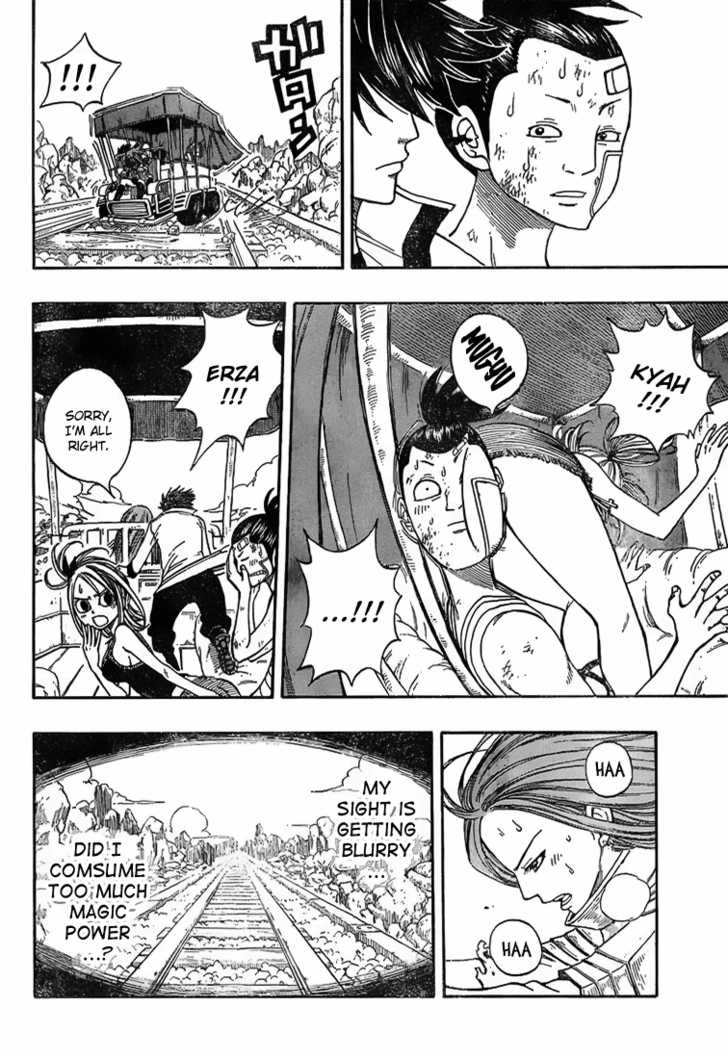 !!!
KYAH
!!!
MUGYU
...!!!
ERZA
!!!
SORRY,
I'M ALL
RIGHT.
HAA
HAA
MY
SIGHT IS
GETTING
BLURRY
...
DID I
COMSUME
TOO MUCH
MAGIC
POWER
...?